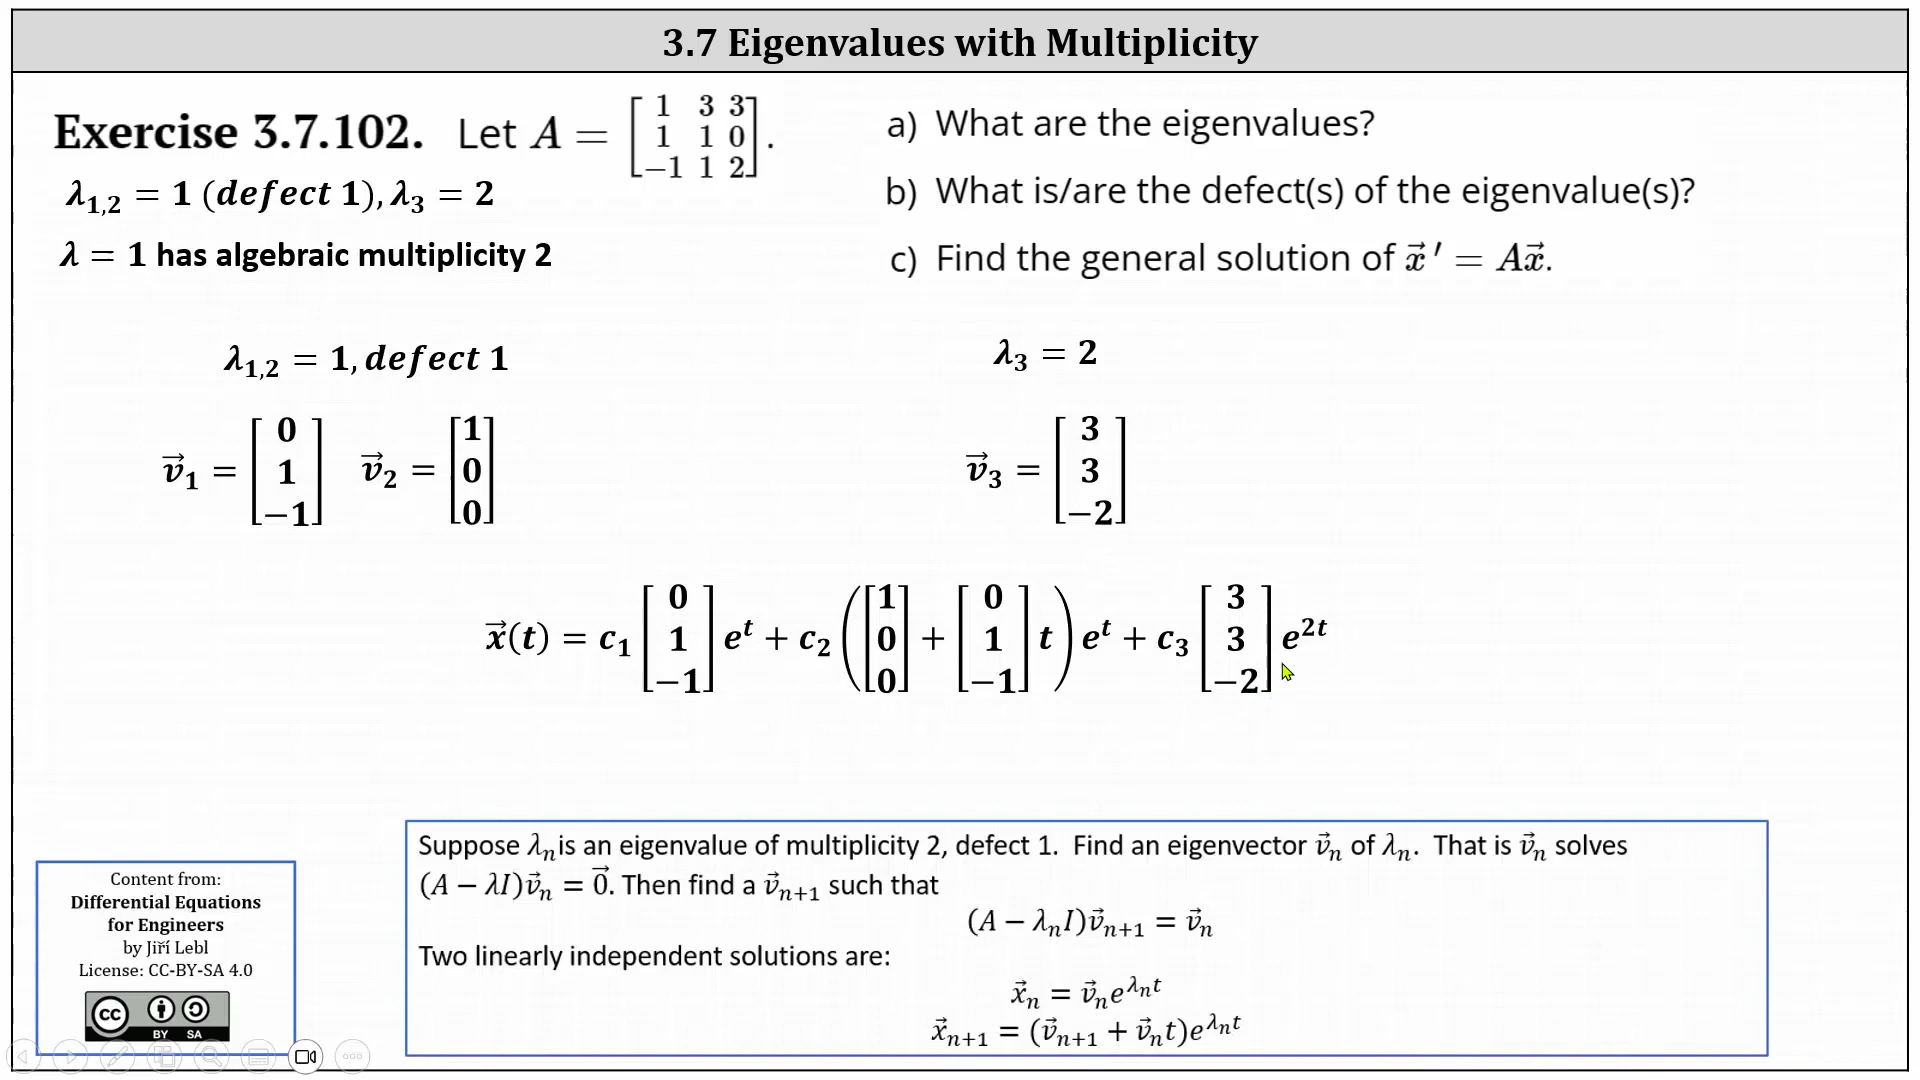 3.7 Eigenvalues with Multiplicity
Exercise 3.7.102. Let A = [1 3 3; 1 1 0; −1 1 2].
λ₁,₂ = 1 (defect 1), λ₃ = 2
λ = 1 has algebraic multiplicity 2
a) What are the eigenvalues?
b) What is/are the defect(s) of the eigenvalue(s)?
c) Find the general solution of x⃗ ′ = Ax⃗.
λ₁,₂ = 1, defect 1
v⃗₁ = [0; 1; −1] v⃗₂ = [1; 0; 0]
λ₃ = 2
v⃗₃ = [3; 3; −2]
x⃗(t) = c₁ [0; 1; −1] eᵗ + c₂ ([1; 0; 0] + [0; 1; −1] t) eᵗ + c₃ [3; 3; −2] e²ᵗ
Suppose λₙ is an eigenvalue of multiplicity 2, defect 1. Find an eigenvector v⃗ₙ of λₙ. That is v⃗ₙ solves
(A − λI)v⃗ₙ = 0⃗. Then find a v⃗ₙ₊₁ such that
(A − λₙI)v⃗ₙ₊₁ = v⃗ₙ
Two linearly independent solutions are:
x⃗ₙ = v⃗ₙe^(λₙt)
x⃗ₙ₊₁ = (v⃗ₙ₊₁ + v⃗ₙt)e^(λₙt)
Content from:
Differential Equations
for Engineers
by Jiří Lebl
License: CC-BY-SA 4.0
cc
BY SA